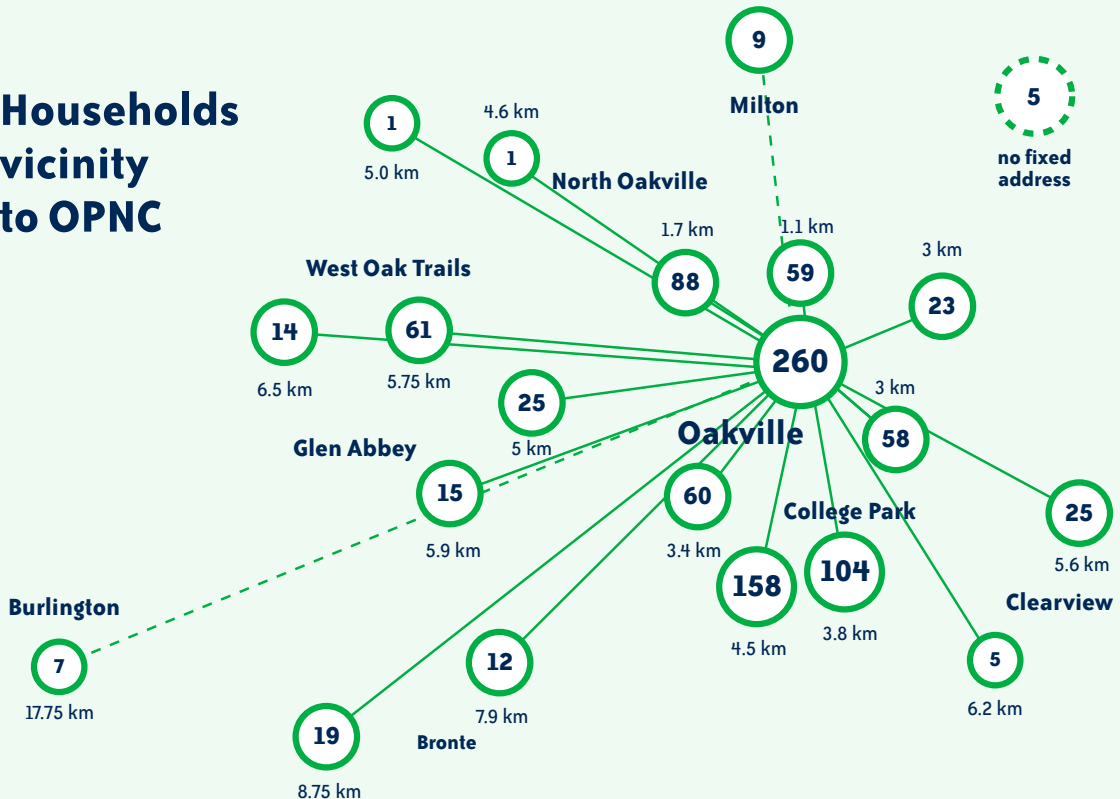 Households
vicinity
to OPNC
9
Milton
5
no fixed
address
1
5.0 km
4.6 km
1
North Oakville
1.7 km
88
1.1 km
59
3 km
23
West Oak Trails
14
6.5 km
61
5.75 km
260
Oakville
25
5 km
3 km
58
Glen Abbey
15
5.9 km
60
3.4 km
College Park
158
4.5 km
104
3.8 km
25
5.6 km
Clearview
5
6.2 km
Burlington
7
17.75 km
12
7.9 km
Bronte
19
8.75 km